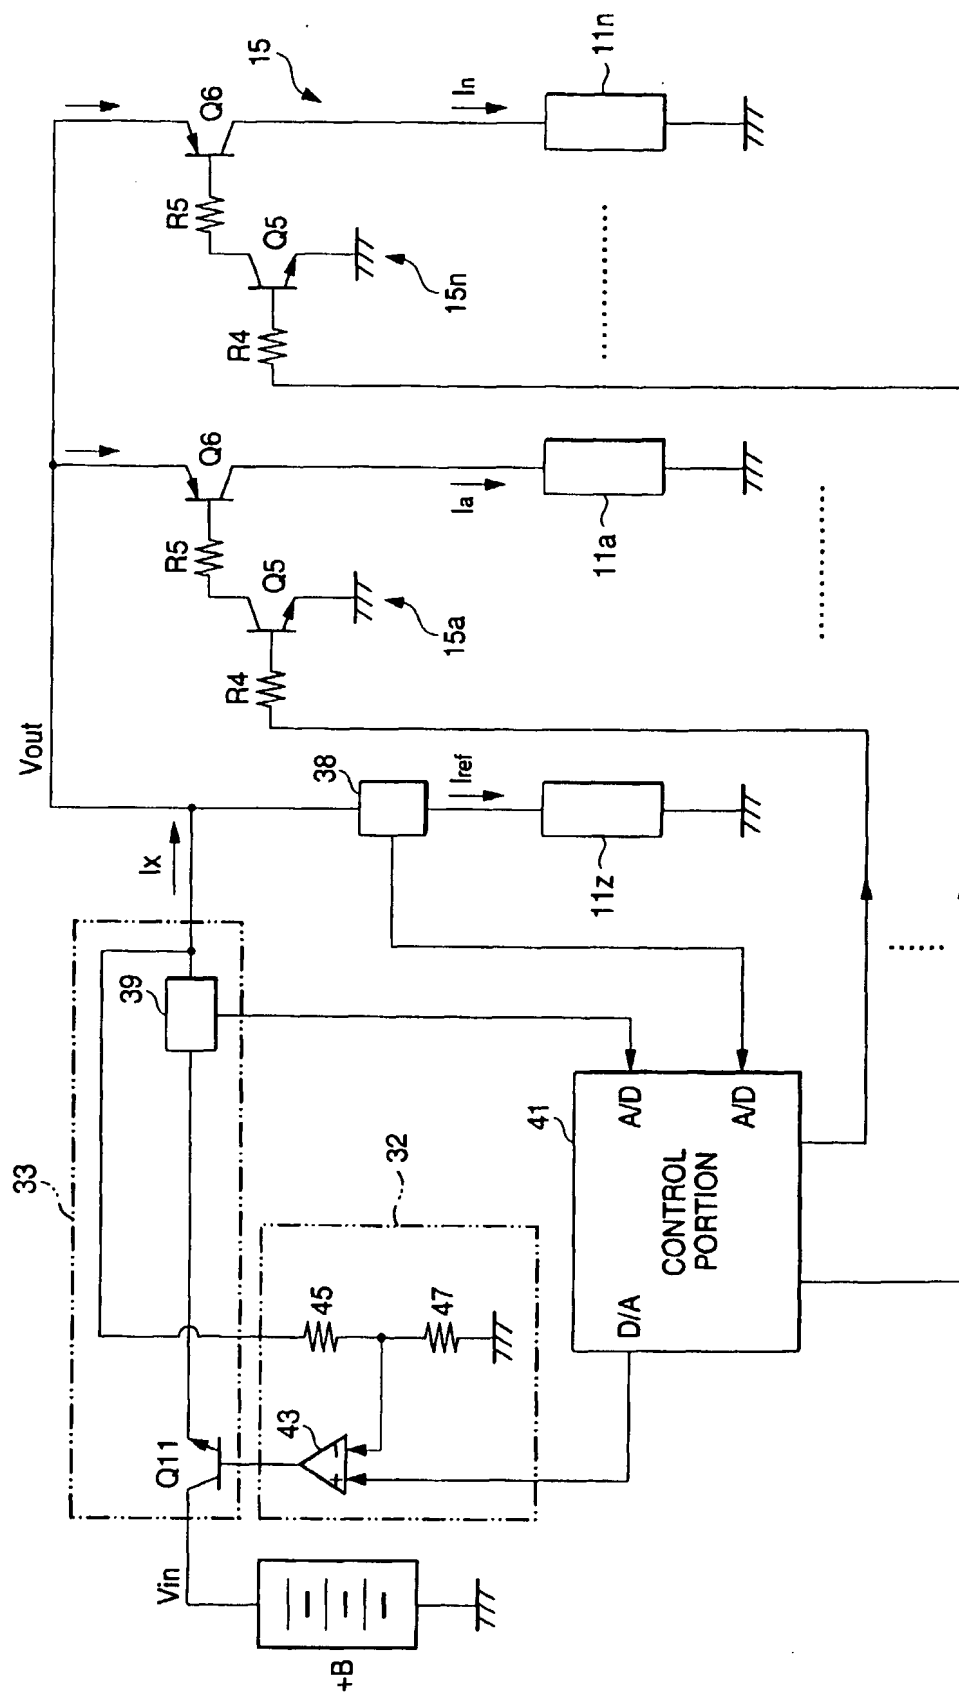 +B
Vin
Q11
33
39
Ix
Vout
43
+
−
45
47
32
41
D/A
CONTROL
PORTION
A/D
A/D
38
Iref
11z
R4
Q5
R5
Q6
15a
Ia
11a
R4
Q5
R5
Q6
15n
15
In
11n